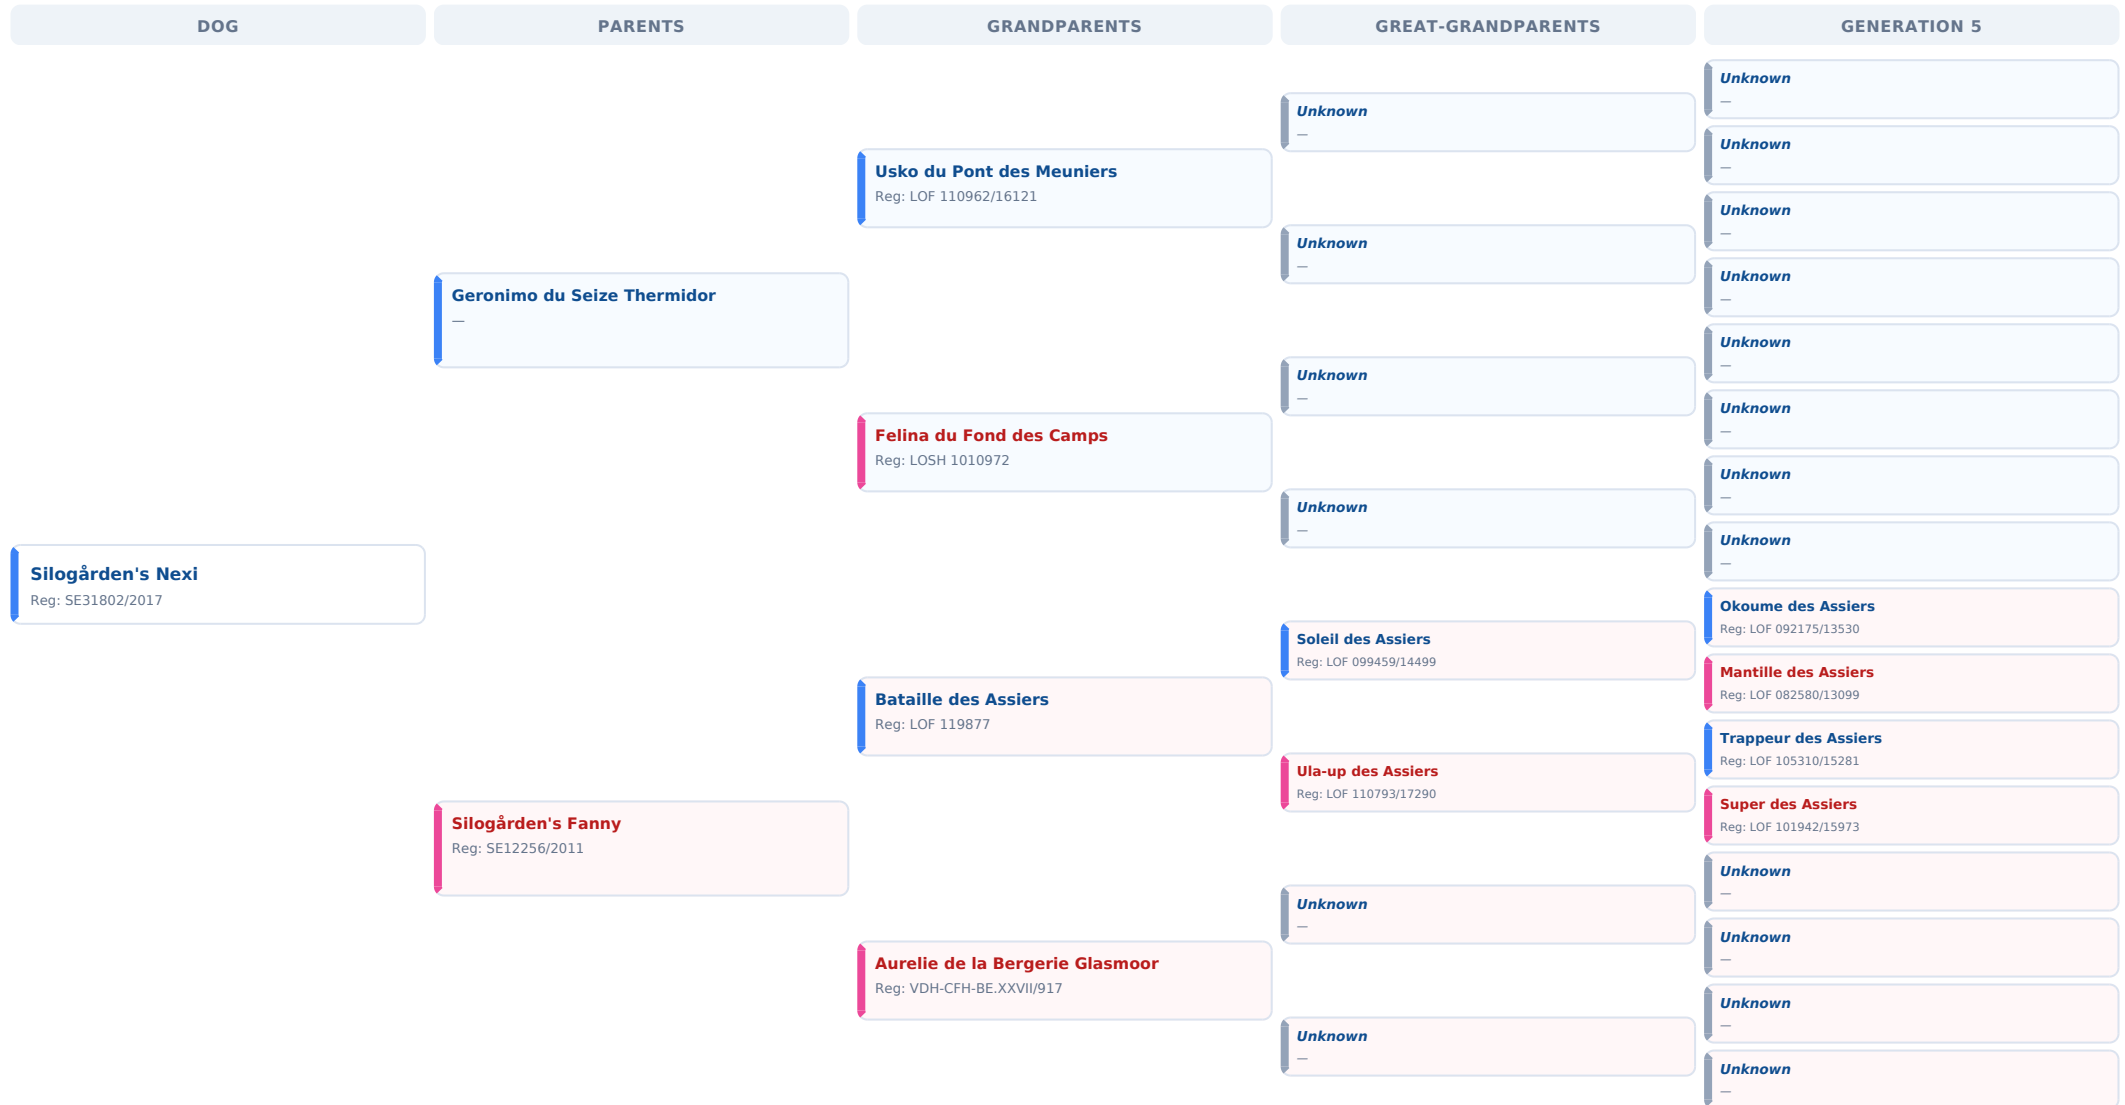 DOG
PARENTS
GRANDPARENTS
GREAT-GRANDPARENTS
GENERATION 5
Silogården's Nexi
Reg: SE31802/2017
Geronimo du Seize Thermidor
—
Silogården's Fanny
Reg: SE12256/2011
Usko du Pont des Meuniers
Reg: LOF 110962/16121
Felina du Fond des Camps
Reg: LOSH 1010972
Bataille des Assiers
Reg: LOF 119877
Aurelie de la Bergerie Glasmoor
Reg: VDH-CFH-BE.XXVII/917
Unknown
—
Unknown
—
Unknown
—
Unknown
—
Soleil des Assiers
Reg: LOF 099459/14499
Ula-up des Assiers
Reg: LOF 110793/17290
Unknown
—
Unknown
—
Unknown
—
Unknown
—
Unknown
—
Unknown
—
Unknown
—
Unknown
—
Unknown
—
Unknown
—
Okoume des Assiers
Reg: LOF 092175/13530
Mantille des Assiers
Reg: LOF 082580/13099
Trappeur des Assiers
Reg: LOF 105310/15281
Super des Assiers
Reg: LOF 101942/15973
Unknown
—
Unknown
—
Unknown
—
Unknown
—